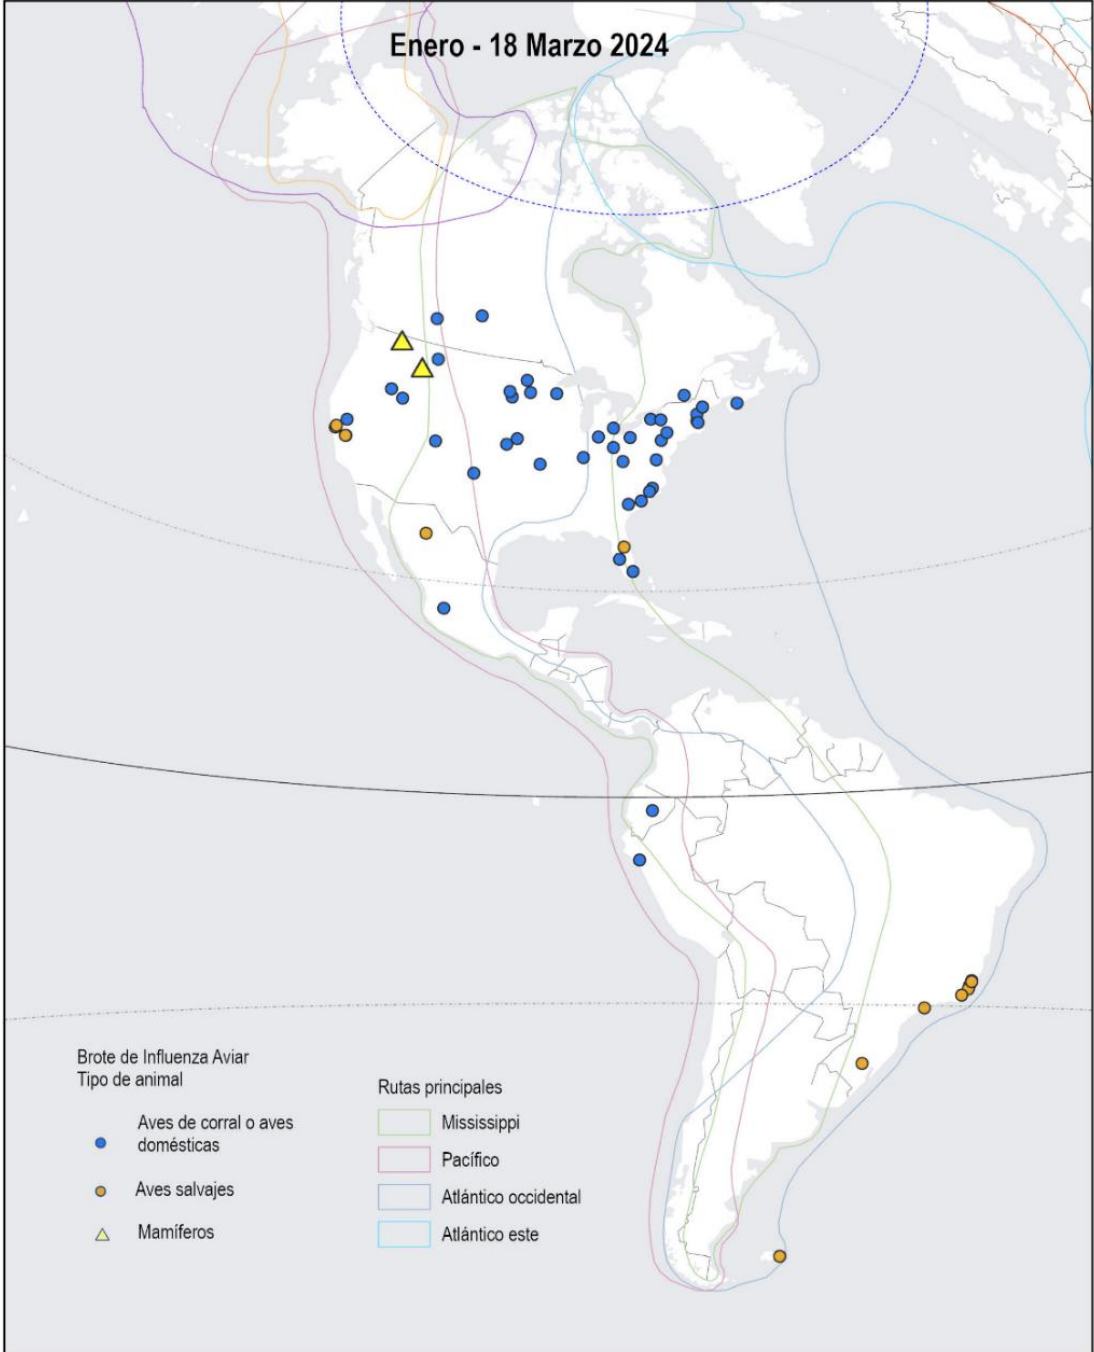 Enero - 18 Marzo 2024
Brote de Influenza Aviar
Tipo de animal
Aves de corral o aves
domésticas
Aves salvajes
Mamíferos
Rutas principales
Mississippi
Pacífico
Atlántico occidental
Atlántico este